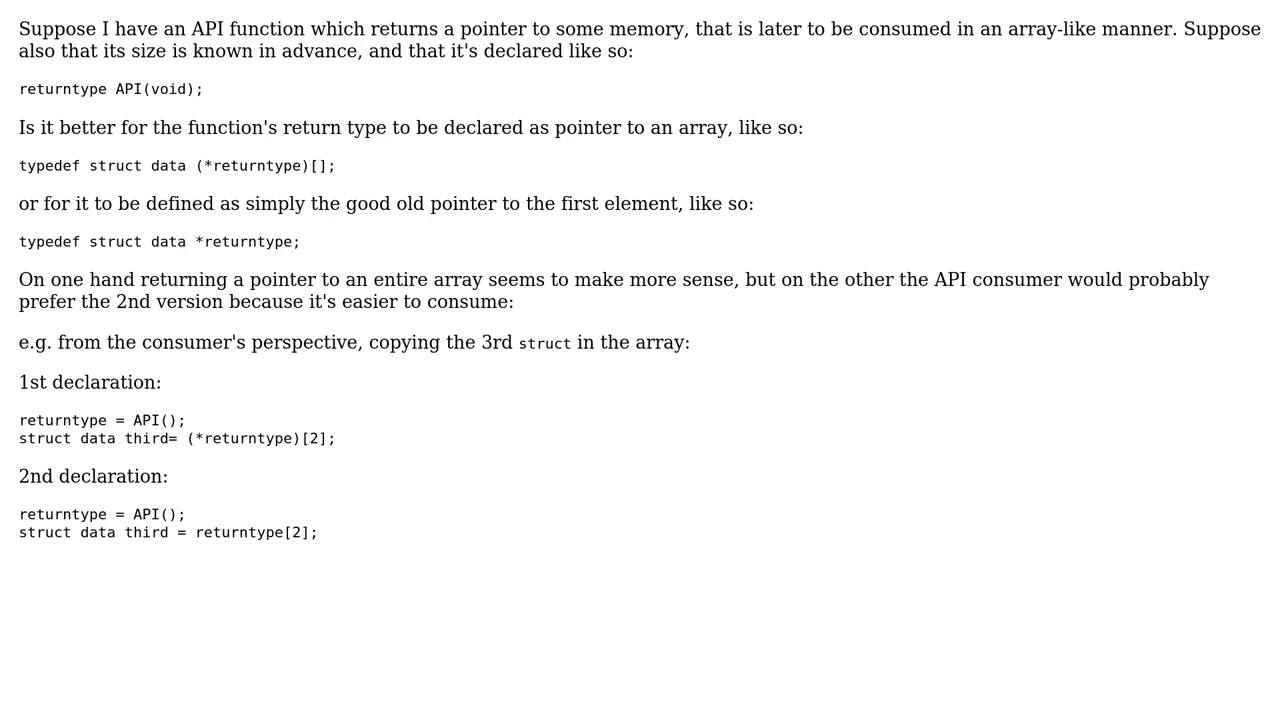 Suppose I have an API function which returns a pointer to some memory, that is later to be consumed in an array-like manner. Suppose
also that its size is known in advance, and that it's declared like so:
returntype API(void);
Is it better for the function's return type to be declared as pointer to an array, like so:
typedef struct data (*returntype)[];
or for it to be defined as simply the good old pointer to the first element, like so:
typedef struct data *returntype;
On one hand returning a pointer to an entire array seems to make more sense, but on the other the API consumer would probably
prefer the 2nd version because it's easier to consume:
e.g. from the consumer's perspective, copying the 3rd struct in the array:
1st declaration:
returntype = API();
struct data third= (*returntype)[2];
2nd declaration:
returntype = API();
struct data third = returntype[2];